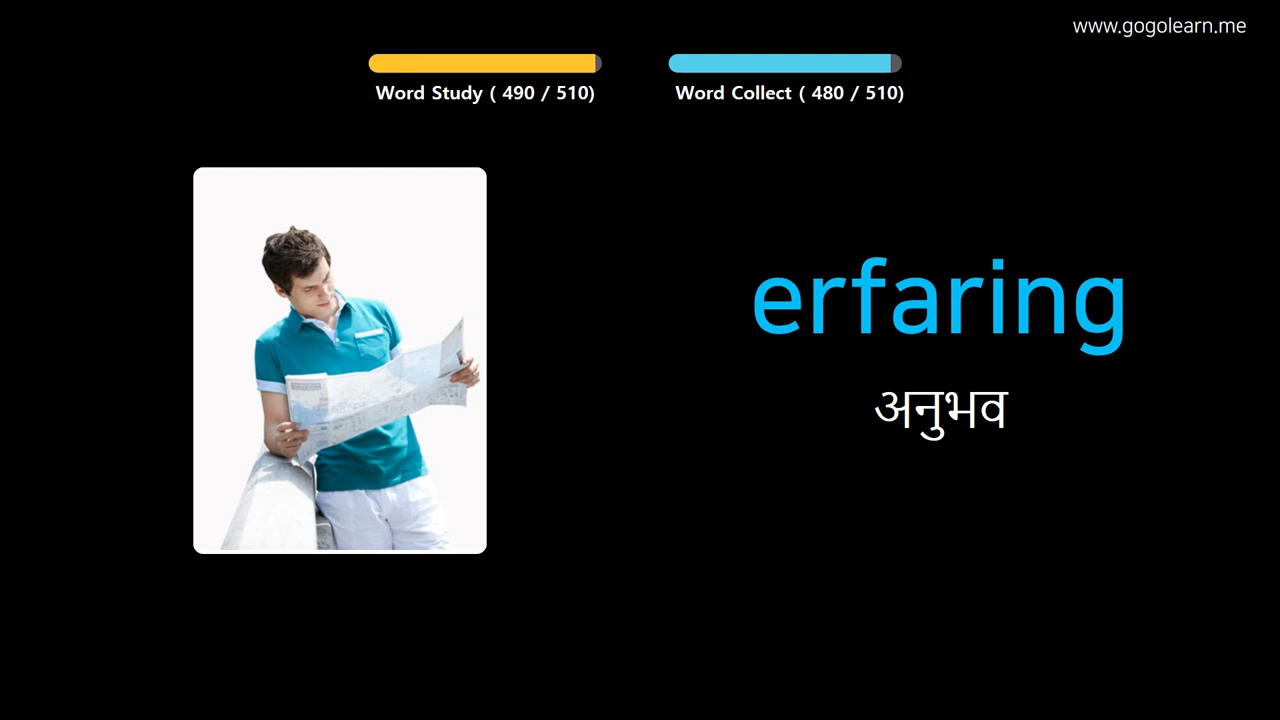 www.gogolearn.me
Word Study ( 490 / 510)
Word Collect ( 480 / 510)
erfaring
अनुभव